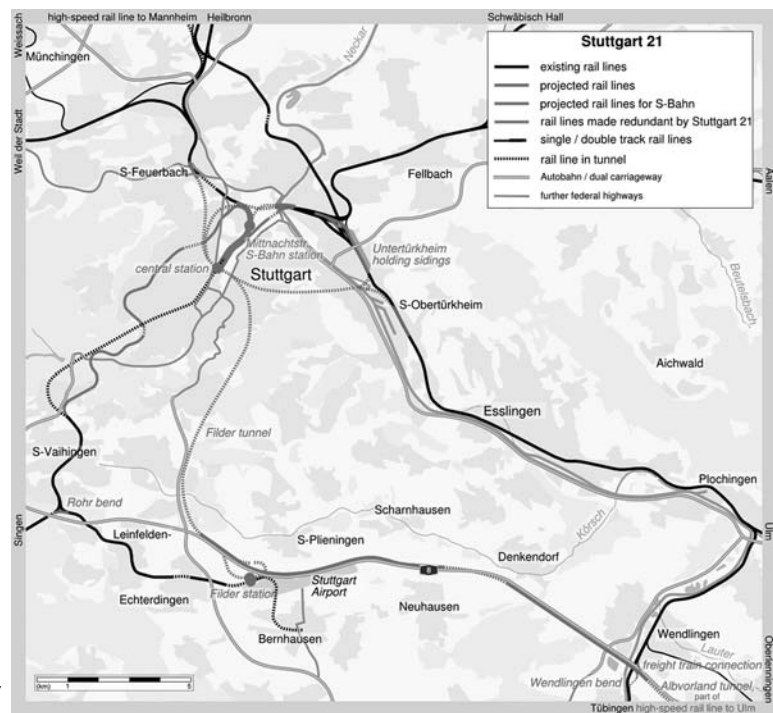 high-speed rail line to Mannheim
Heilbronn
Schwäbisch Hall
Weissach
Münchingen
Neckar
Stuttgart 21
existing rail lines
projected rail lines
projected rail lines for S-Bahn
rail lines made redundant by Stuttgart 21
single / double track rail lines
rail line in tunnel
Autobahn / dual carriageway
further federal highways
Weil der Stadt
S-Feuerbach
Fellbach
Aalen
Mittnachtstr.
S-Bahn station
central station
Stuttgart
Untertürkheim
holding sidings
S-Obertürkheim
Beutelsbach
Aichwald
Esslingen
Filder tunnel
S-Vaihingen
Plochingen
Rohr bend
Scharnhausen
Körsch
Singen
Leinfelden-
S-Plieningen
Denkendorf
Ulm
Echterdingen
Filder station
Stuttgart
Airport
Neuhausen
Bernhausen
Wendlingen
Lauter
freight train connection
Wendlingen bend
Albvorland tunnel,
part of
Oberlenningen
(km) 1 5
Tübingen high-speed rail line to Ulm